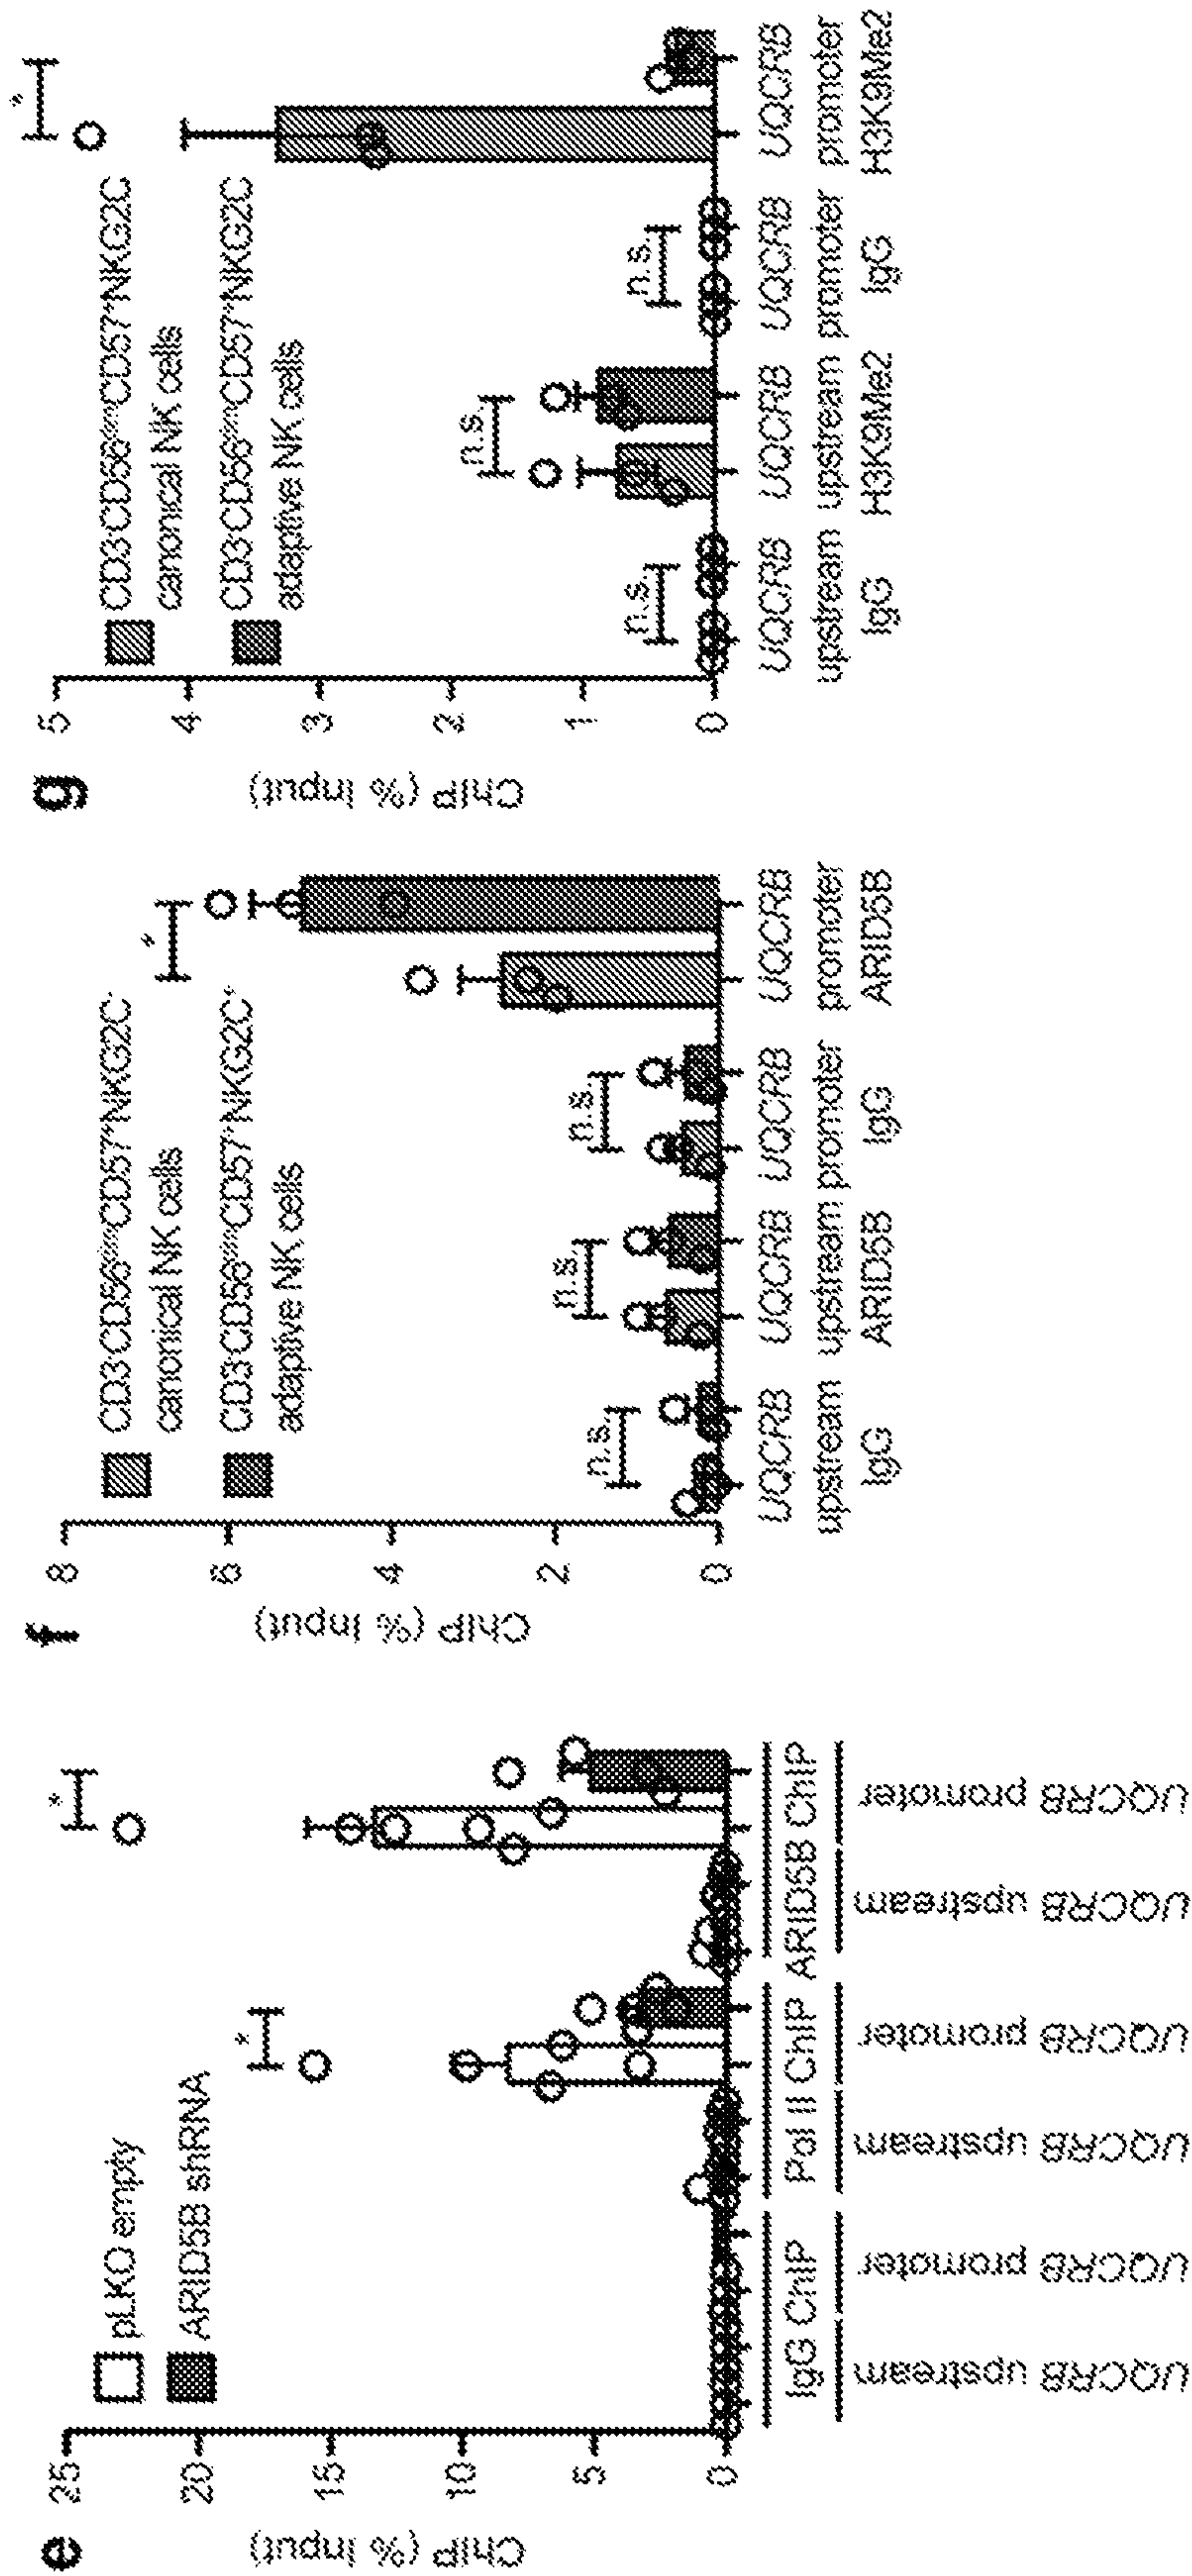 e
ChIP (% Input)
25
20
15
10
5
0
pLKO empty
ARID5B shRNA
*
*
IgG ChIP
Pol II ChIP
ARID5B ChIP
UQCRB upstream
UQCRB promoter
UQCRB upstream
UQCRB promoter
UQCRB upstream
UQCRB promoter
f
ChIP (% Input)
8
6
4
2
0
CD3⁻CD56ᵈⁱᵐCD57⁺NKG2C⁻
canonical NK cells
CD3⁻CD56ᵈⁱᵐCD57⁺NKG2C⁺
adaptive NK cells
n.s.
n.s.
n.s.
*
UQCRB UQCRB UQCRB UQCRB
upstream upstream promoter promoter
IgG ARID5B IgG ARID5B
g
ChIP (% Input)
5
4
3
2
1
0
CD3⁻CD56ᵈⁱᵐCD57⁺NKG2C
canonical NK cells
CD3⁻CD56ᵈⁱᵐCD57⁺NKG2C
adaptive NK cells
n.s.
n.s.
n.s.
*
UQCRB UQCRB UQCRB UQCRB
upstream upstream promoter promoter
IgG H3K9Me2 IgG H3K9Me2